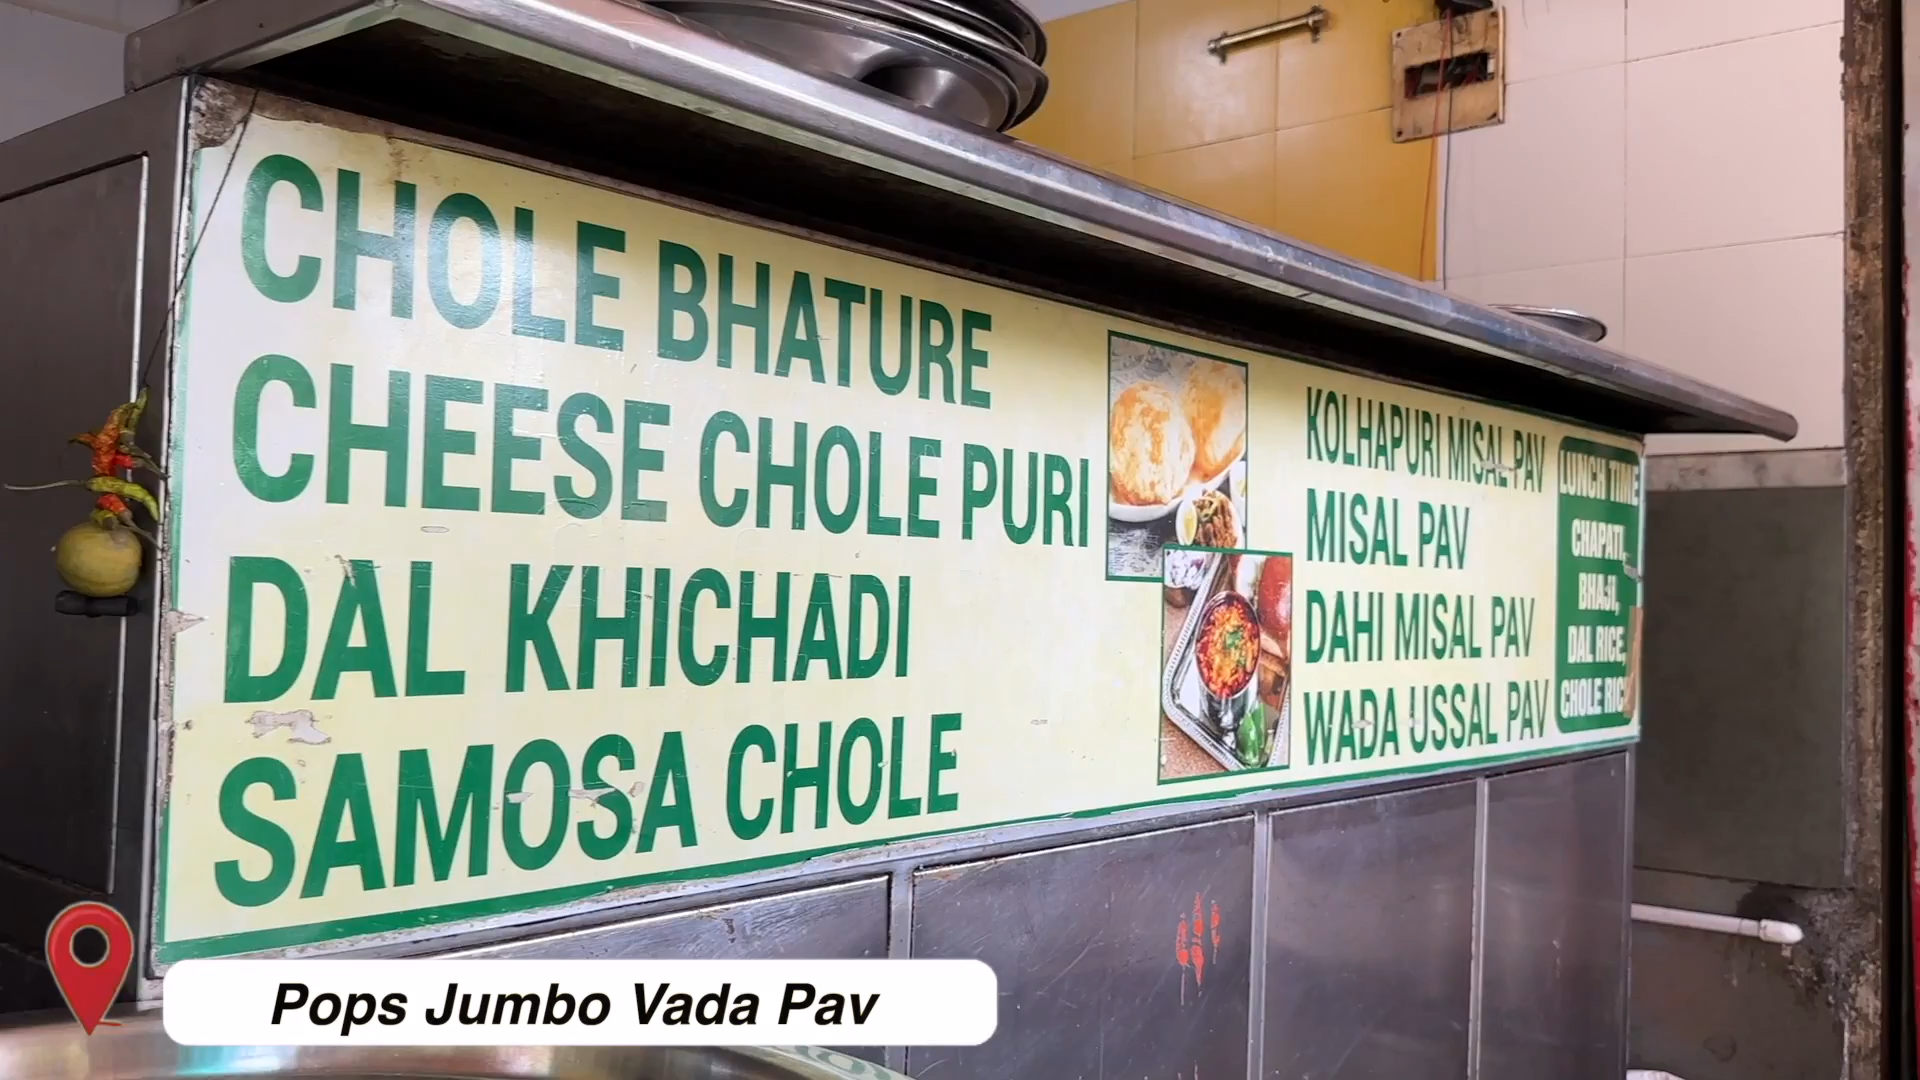 CHOLE BHATURE
CHEESE CHOLE PURI
DAL KHICHADI
SAMOSA CHOLE
KOLHAPURI MISAL PAV
MISAL PAV
DAHI MISAL PAV
WADA USSAL PAV
LUNCH TIME
CHAPATI,
BHAJI,
DAL RICE,
CHOLE RIC
Pops Jumbo Vada Pav